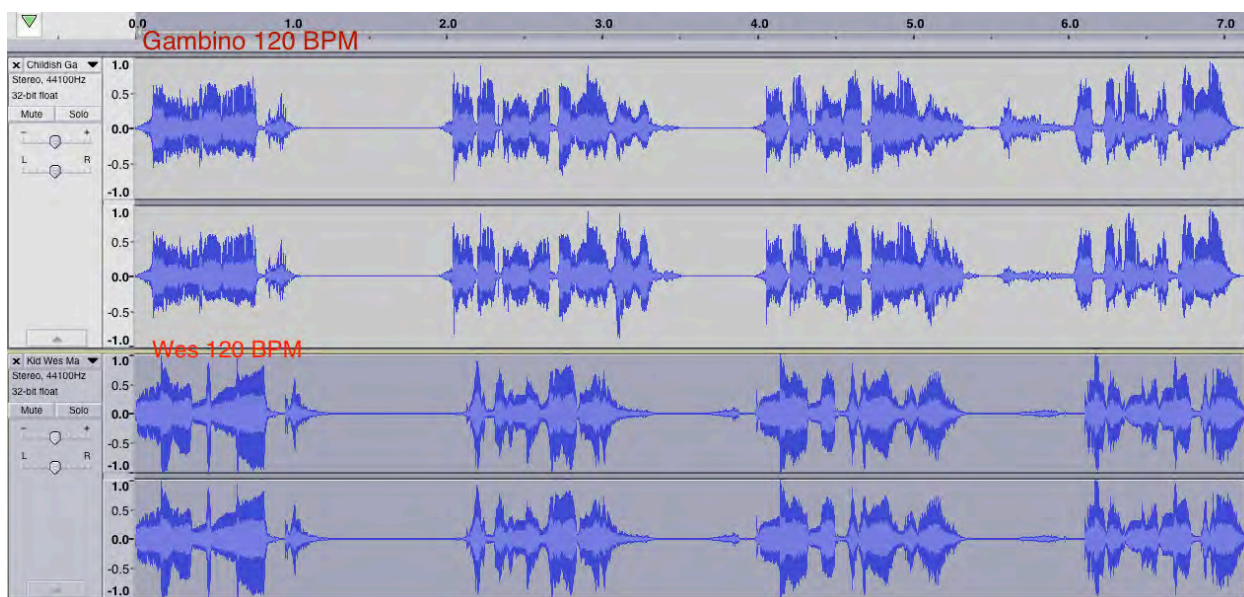 0.0 1.0 2.0 3.0 4.0 5.0 6.0 7.0
Gambino 120 BPM
× Childish Ga ▼
Stereo, 44100Hz
32-bit float
Mute Solo
- +
L R
1.0
0.5-
0.0-
-0.5-
-1.0
1.0
0.5-
0.0-
-0.5-
-1.0
Wes 120 BPM
× Kid Wes Ma ▼
Stereo, 44100Hz
32-bit float
Mute Solo
- +
L R
1.0
0.5-
0.0-
-0.5-
-1.0
1.0
0.5-
0.0-
-0.5-
-1.0